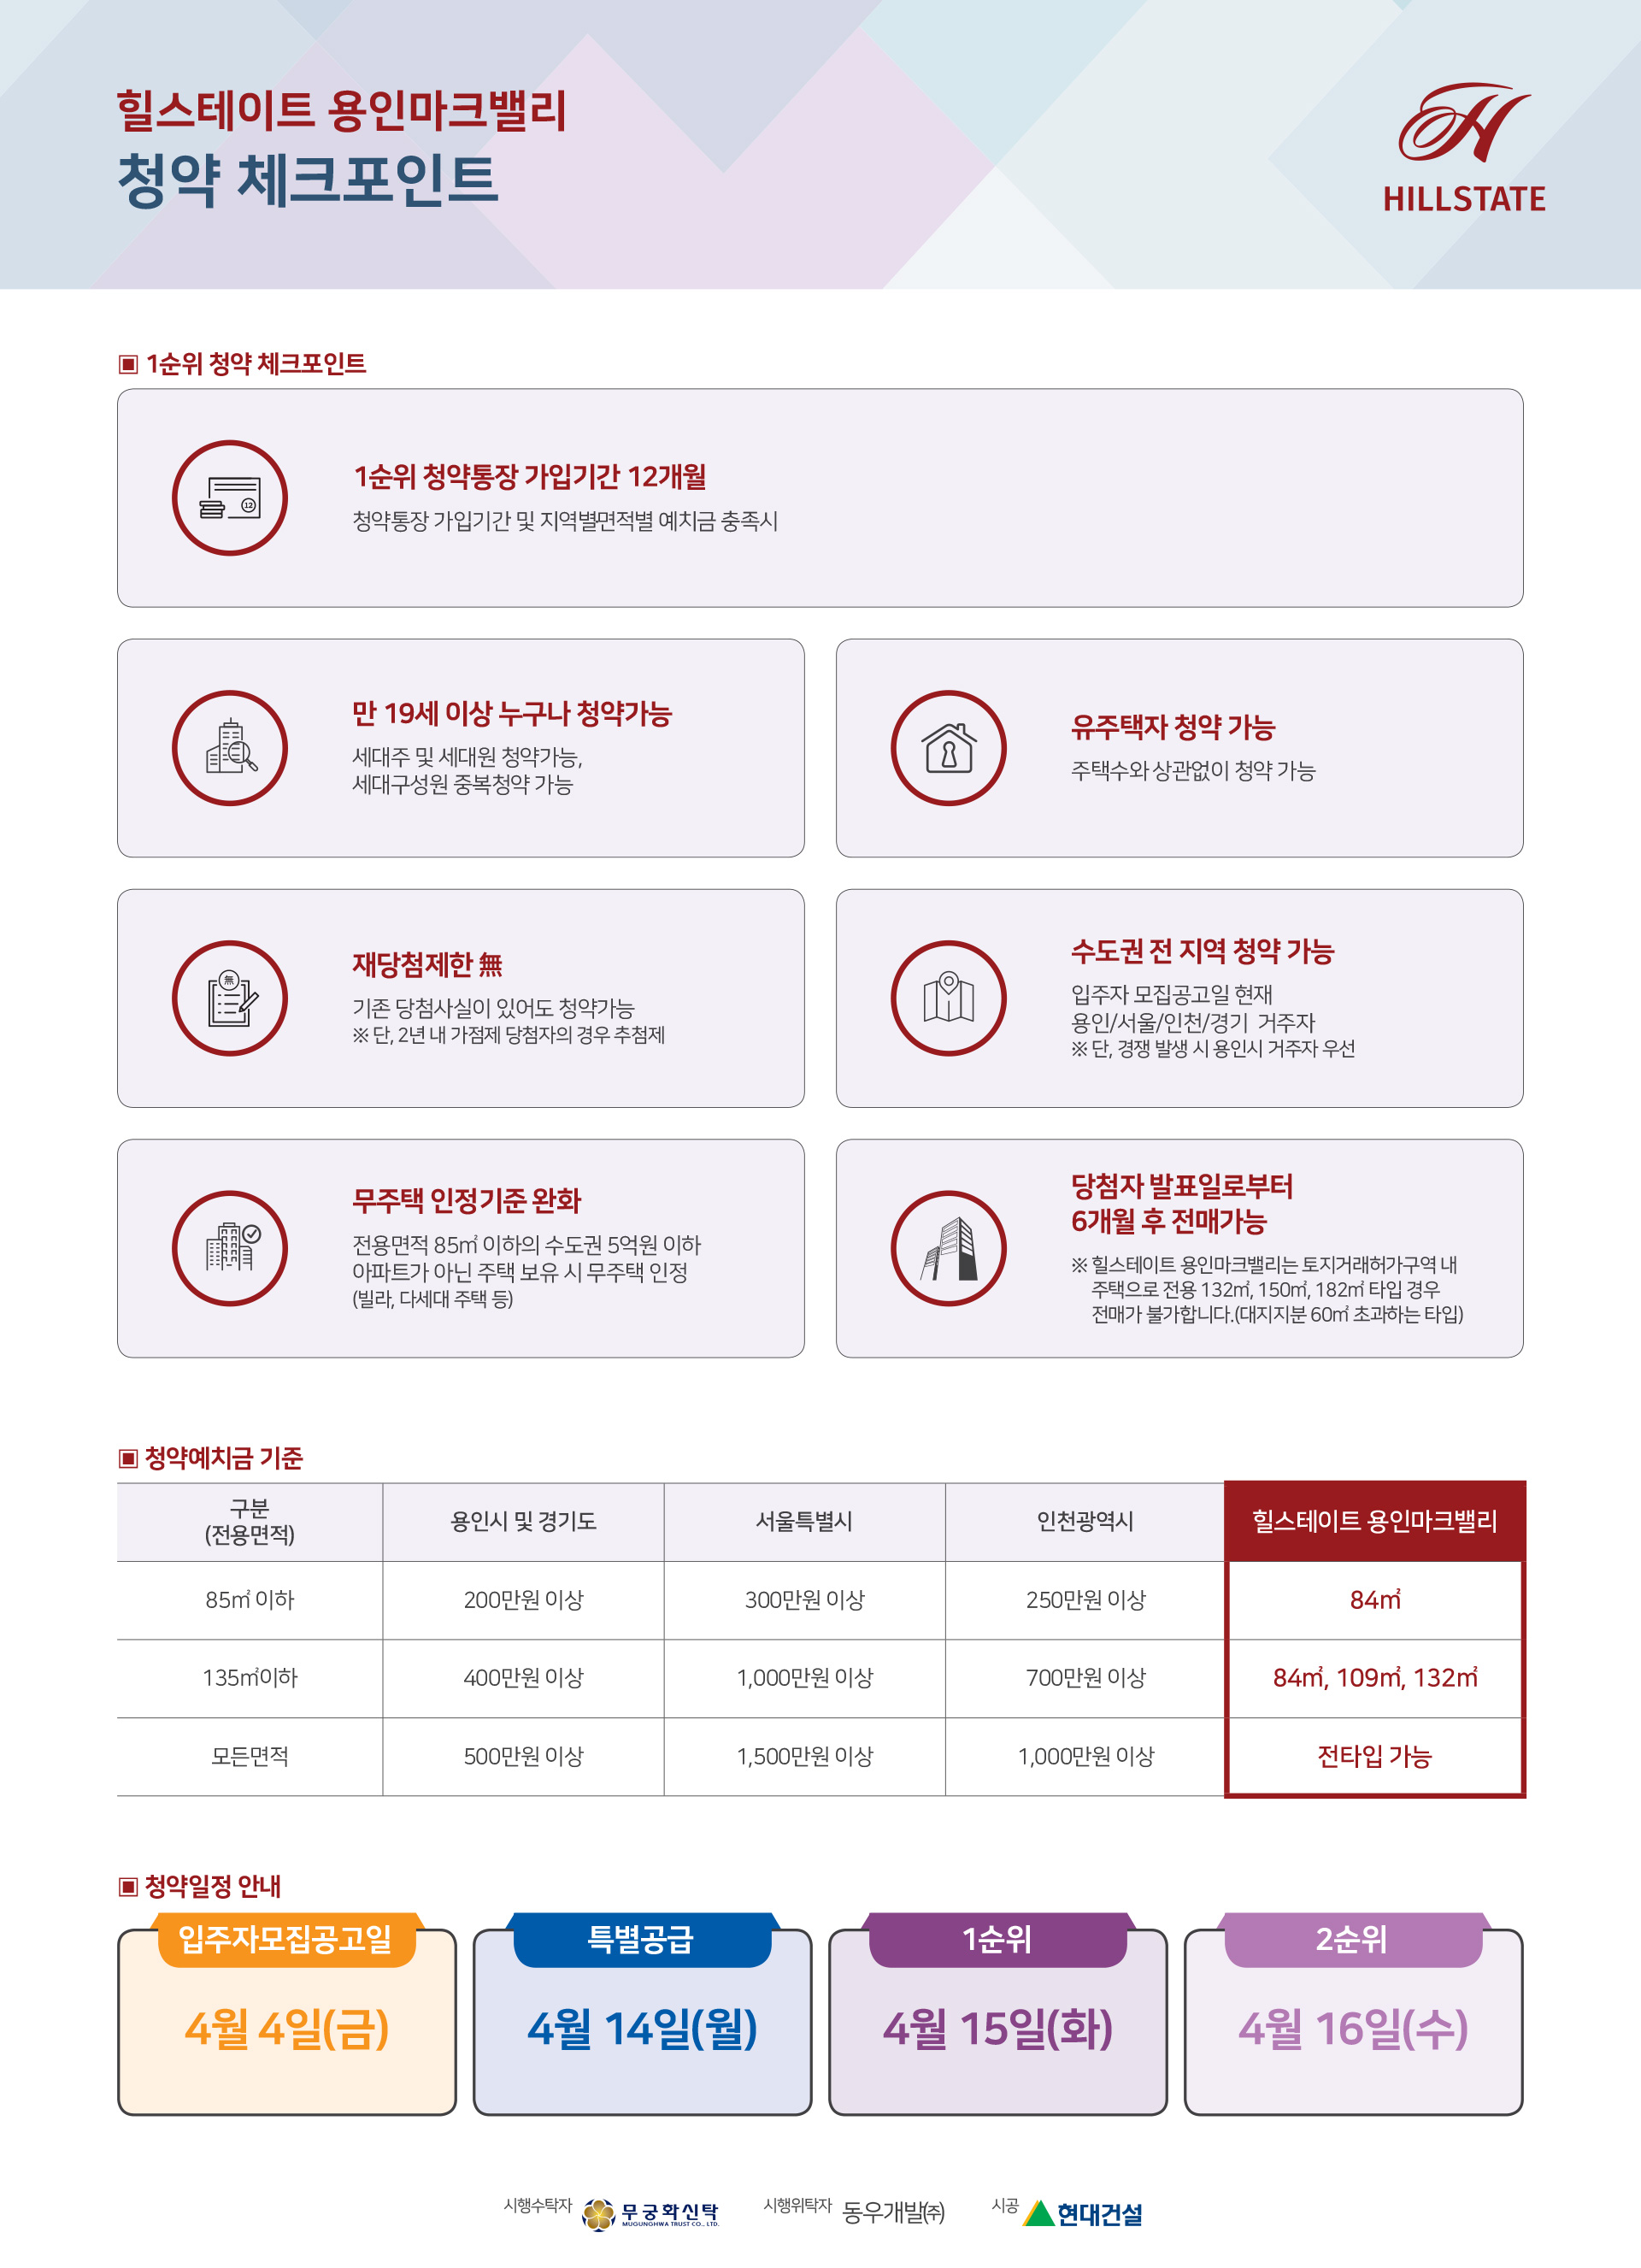 힐스테이트 용인마크밸리
청약 체크포인트
H
HILLSTATE
▣ 1순위 청약 체크포인트
12
1순위 청약통장 가입기간 12개월
청약통장 가입기간 및 지역별면적별 예치금 충족시
만 19세 이상 누구나 청약가능
세대주 및 세대원 청약가능,
세대구성원 중복청약 가능
유주택자 청약 가능
주택수와 상관없이 청약 가능
無
재당첨제한 無
기존 당첨사실이 있어도 청약가능
※ 단, 2년 내 가점제 당첨자의 경우 추첨제
수도권 전 지역 청약 가능
입주자 모집공고일 현재
용인/서울/인천/경기 거주자
※ 단, 경쟁 발생 시 용인시 거주자 우선
무주택 인정기준 완화
전용면적 85㎡ 이하의 수도권 5억원 이하
아파트가 아닌 주택 보유 시 무주택 인정
(빌라, 다세대 주택 등)
당첨자 발표일로부터
6개월 후 전매가능
※ 힐스테이트 용인마크밸리는 토지거래허가구역 내
주택으로 전용 132㎡, 150㎡, 182㎡ 타입 경우
전매가 불가합니다.(대지지분 60㎡ 초과하는 타입)
▣ 청약예치금 기준
구분
(전용면적)
용인시 및 경기도
서울특별시
인천광역시
힐스테이트 용인마크밸리
85㎡ 이하
200만원 이상
300만원 이상
250만원 이상
84㎡
135㎡이하
400만원 이상
1,000만원 이상
700만원 이상
84㎡, 109㎡, 132㎡
모든면적
500만원 이상
1,500만원 이상
1,000만원 이상
전타입 가능
▣ 청약일정 안내
입주자모집공고일
4월 4일(금)
특별공급
4월 14일(월)
1순위
4월 15일(화)
2순위
4월 16일(수)
시행수탁자
무궁화신탁
MUGUNGHWA TRUST CO., LTD.
시행위탁자
동우개발㈜
시공
현대건설